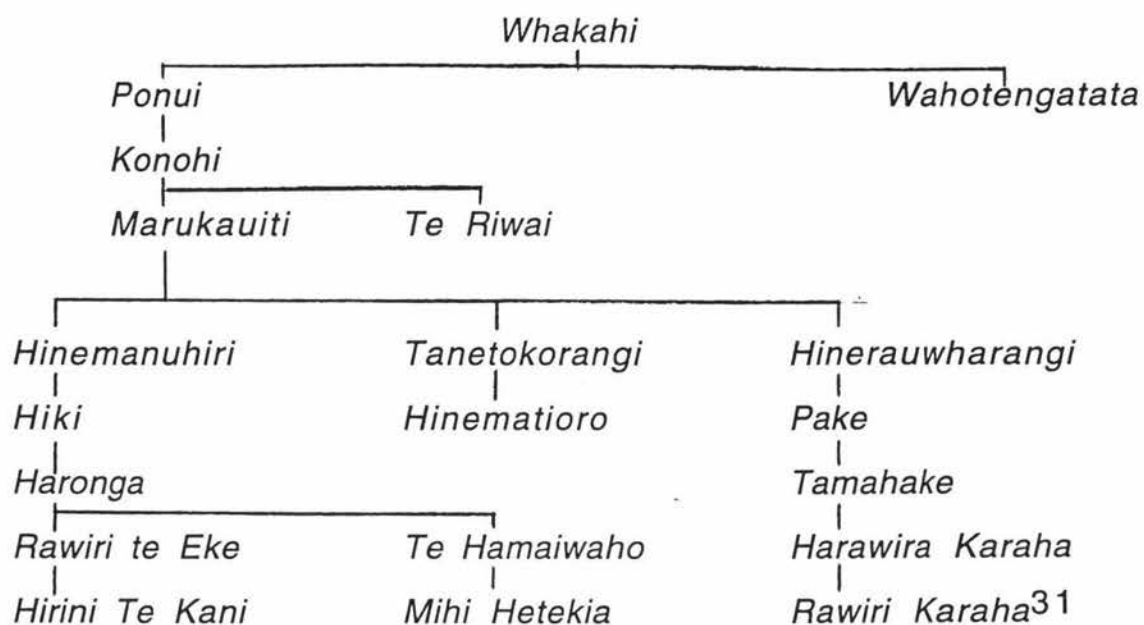 Whakahi
Ponui Wahotengatata
Konohi
Marukauiti Te Riwai
Hinemanuhiri Tanetokorangi Hinerauwharangi
Hiki Hinematioro Pake
Haronga Tamahake
Rawiri te Eke Te Hamaiwaho Harawira Karaha
Hirini Te Kani Mihi Hetekia Rawiri Karaha31